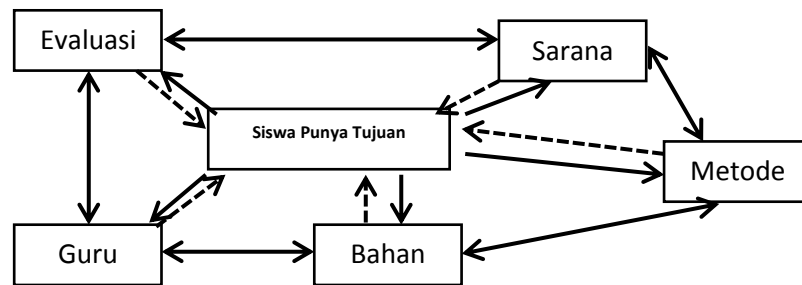 Evaluasi
Sarana
Siswa Punya Tujuan
Metode
Guru
Bahan